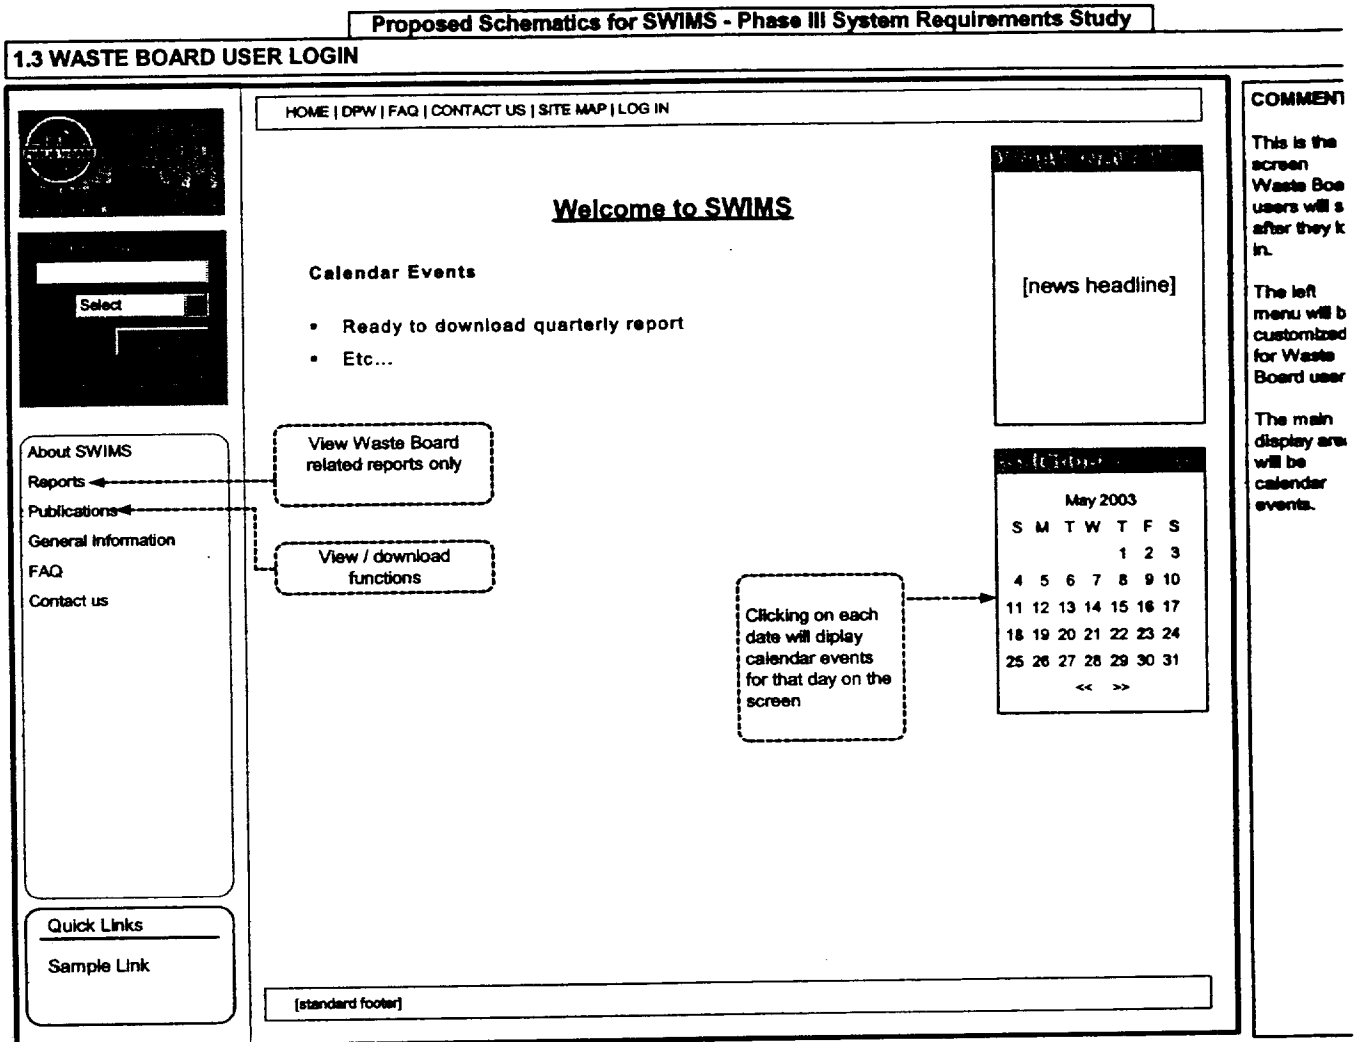 Proposed Schematics for SWIMS - Phase III System Requirements Study
1.3 WASTE BOARD USER LOGIN
HOME | DPW | FAQ | CONTACT US | SITE MAP | LOG IN
Select
About SWIMS
Reports
Publications
General Information
FAQ
Contact us
Quick Links
Sample Link
Welcome to SWIMS
Calendar Events
▪ Ready to download quarterly report
▪ Etc...
View Waste Board
related reports only
View / download
functions
Clicking on each
date will diplay
calendar events
for that day on the
screen
[news headline]
May 2003
S M T W T F S
1 2 3
4 5 6 7 8 9 10
11 12 13 14 15 16 17
18 19 20 21 22 23 24
25 26 27 28 29 30 31
<< >>
[standard footer]
COMMENT
This is the
screen
Waste Boa
users will s
after they
in.
The left
menu will b
customized
for Waste
Board user
The main
display are
will be
calendar
events.